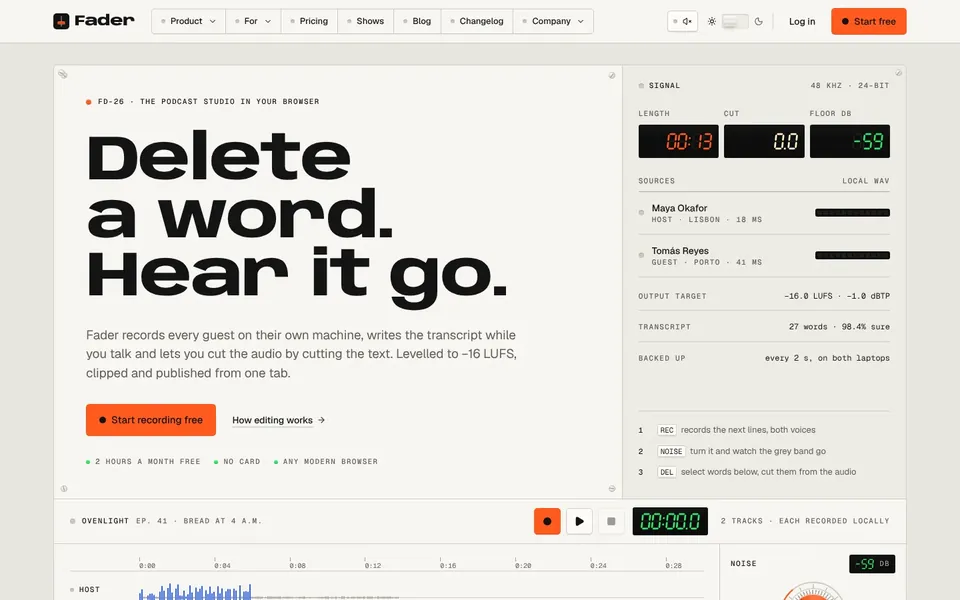 Fader
Product
For
Pricing
Shows
Blog
Changelog
Company
Log in
Start free
FD-26 · THE PODCAST STUDIO IN YOUR BROWSER
Delete
a word.
Hear it go.
Fader records every guest on their own machine, writes the transcript while
you talk and lets you cut the audio by cutting the text. Levelled to −16 LUFS,
clipped and published from one tab.
Start recording free
How editing works →
2 HOURS A MONTH FREE
NO CARD
ANY MODERN BROWSER
SIGNAL
48 KHZ · 24-BIT
LENGTH
CUT
FLOOR DB
00:13
0.0
-59
SOURCES
LOCAL WAV
Maya Okafor
HOST · LISBON · 18 MS
Tomás Reyes
GUEST · PORTO · 41 MS
OUTPUT TARGET
−16.0 LUFS · −1.0 dBTP
TRANSCRIPT
27 words · 98.4% sure
BACKED UP
every 2 s, on both laptops
1 REC records the next lines, both voices
2 NOISE turn it and watch the grey band go
3 DEL select words below, cut them from the audio
OVENLIGHT EP. 41 · BREAD AT 4 A.M.
00:00.0
2 TRACKS · EACH RECORDED LOCALLY
0:00 0:04 0:08 0:12 0:16 0:20 0:24 0:28
HOST
NOISE
-59 DB